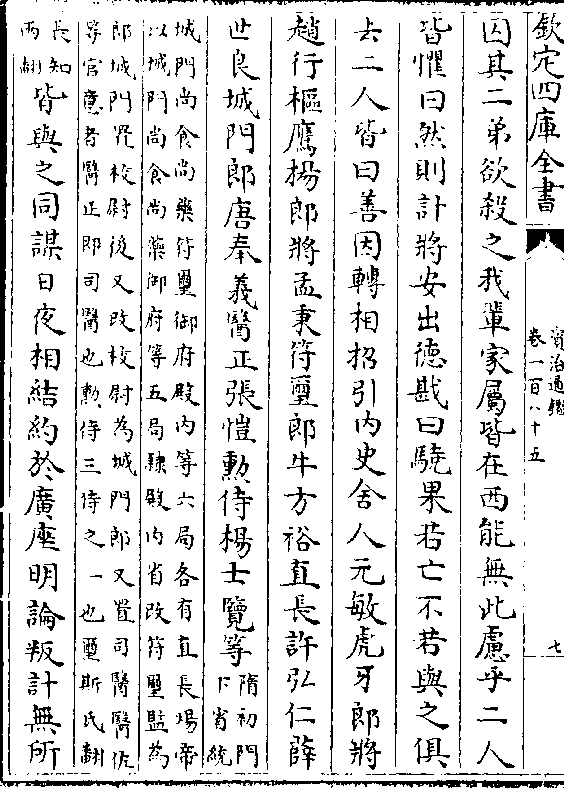 欽定四庫全書
資治通鑑
卷一百八十五
七
因其二弟欲殺之我輩家屬皆在西能無此慮乎二人
皆懼曰然則計將安出德戡曰驍果若亡不若與之俱
去二人皆曰善因轉相招引内史舍人元敏虎牙郎將
趙行樞鷹揚郎將孟秉符璽郎牛方裕直長許弘仁薛
世良城門郎唐奉義醫正張愷勲侍楊士覽等
隋初門下省統
城門尚食尚藥符璽御府殿内等六局各有直長煬帝
以城門尚食尚藥御府等五局隷殿内省改符璽監為
郎城門置校尉後又改校尉為城門郎又置司醫醫佐
等官意者醫正即司醫也勲侍三侍之一也璽斯氏翻
長知兩翻
皆與之同謀日夜相結約於廣座明論叛計無所